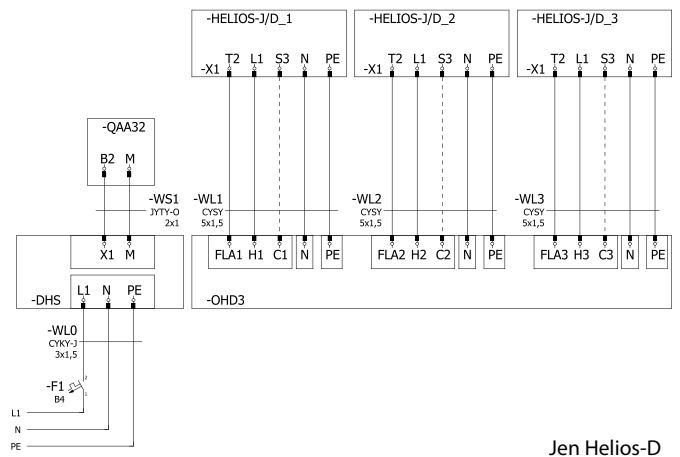 -HELIOS-J/D_1 -HELIOS-J/D_2 -HELIOS-J/D_3
T2 L1 S3 N PE T2 L1 S3 N PE T2 L1 S3 N PE
-X1 -X1 -X1
-QAA32
B2 M
-WS1 -WL1 -WL2 -WL3
JYTY-O CYSY CYSY CYSY
2x1 5x1,5 5x1,5 5x1,5
X1 M FLA1 H1 C1 N PE FLA2 H2 C2 N PE FLA3 H3 C3 N PE
L1 N PE
-DHS -OHD3
-WL0
CYKY-J
3x1,5
2
-F1
B4 1
L1
N
PE
Jen Helios-D